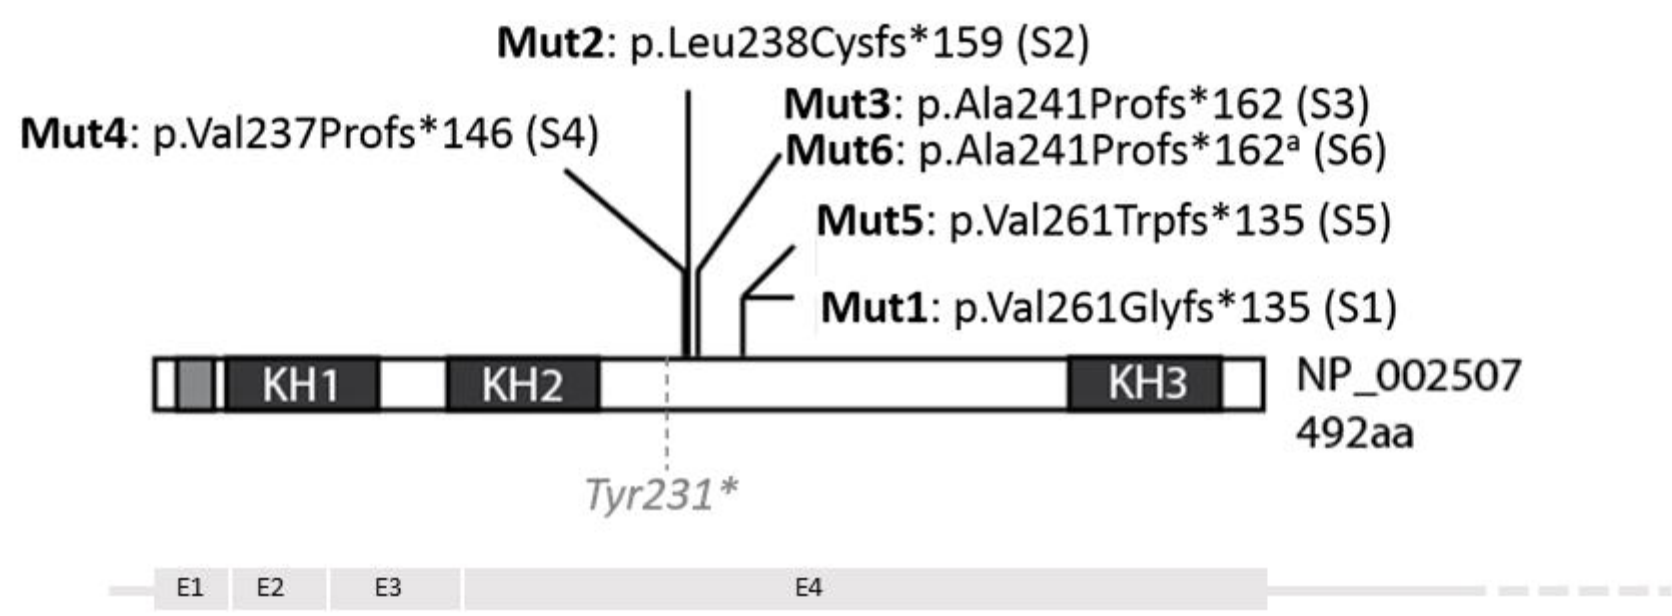 Mut2: p.Leu238Cysfs*159 (S2)
Mut3: p.Ala241Profs*162 (S3)
Mut4: p.Val237Profs*146 (S4)
Mut6: p.Ala241Profs*162ᵃ (S6)
Mut5: p.Val261Trpfs*135 (S5)
Mut1: p.Val261Glyfs*135 (S1)
KH1 KH2 KH3
NP_002507
492aa
Tyr231*
E1 E2 E3 E4